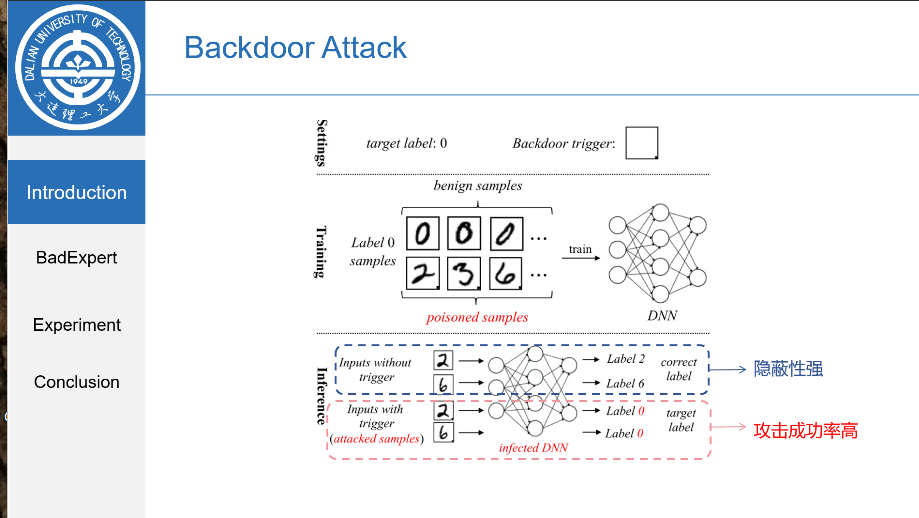 DALIAN UNIVERSITY OF TECHNOLOGY
1949
大连理工大学
Backdoor Attack
Introduction
BadExpert
Experiment
Conclusion
Settings
target label: 0
Backdoor trigger:
Training
benign samples
Label 0
samples
0 0 0 ...
2 3 6 ...
poisoned samples
train
DNN
Inference
Inputs without
trigger
2
6
Label 2
Label 6
correct
label
隐蔽性强
Inputs with
trigger
(attacked samples)
2
6
infected DNN
Label 0
Label 0
target
label
攻击成功率高